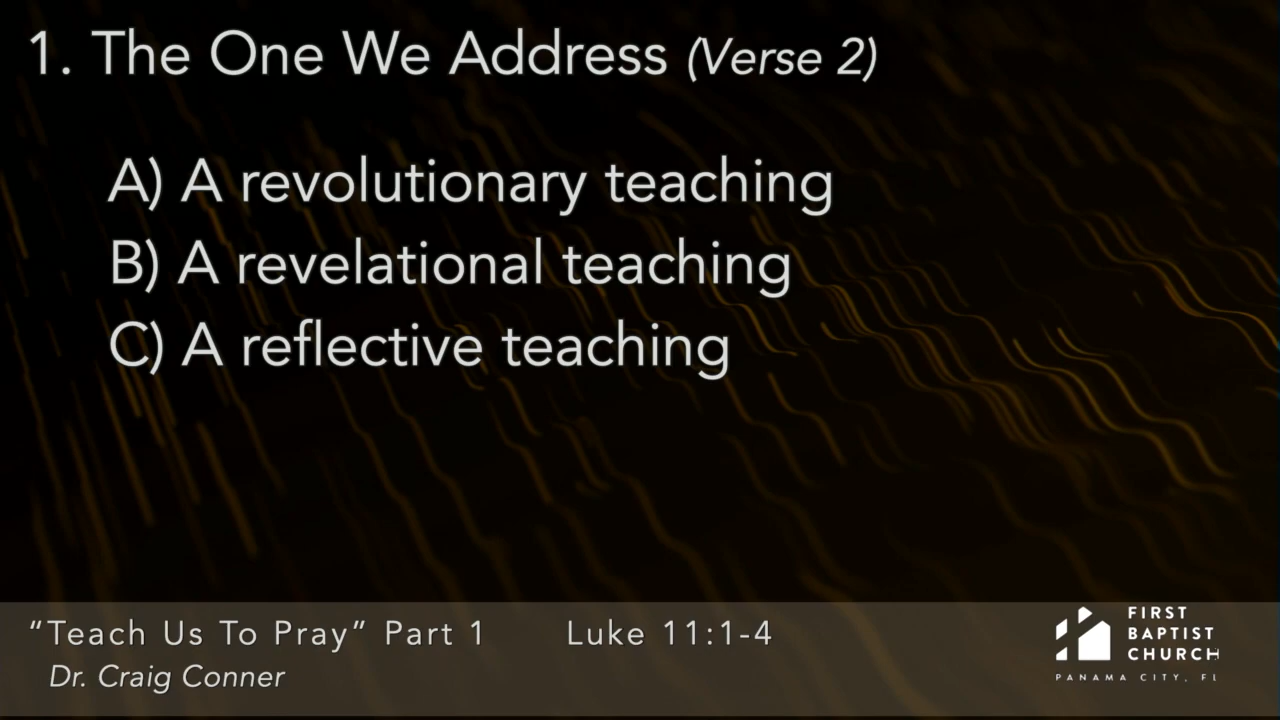 1. The One We Address (Verse 2)
A) A revolutionary teaching
B) A revelational teaching
C) A reflective teaching
“Teach Us To Pray” Part 1 Luke 11:1-4
Dr. Craig Conner
FIRST
BAPTIST
CHURCH
PANAMA CITY, FL